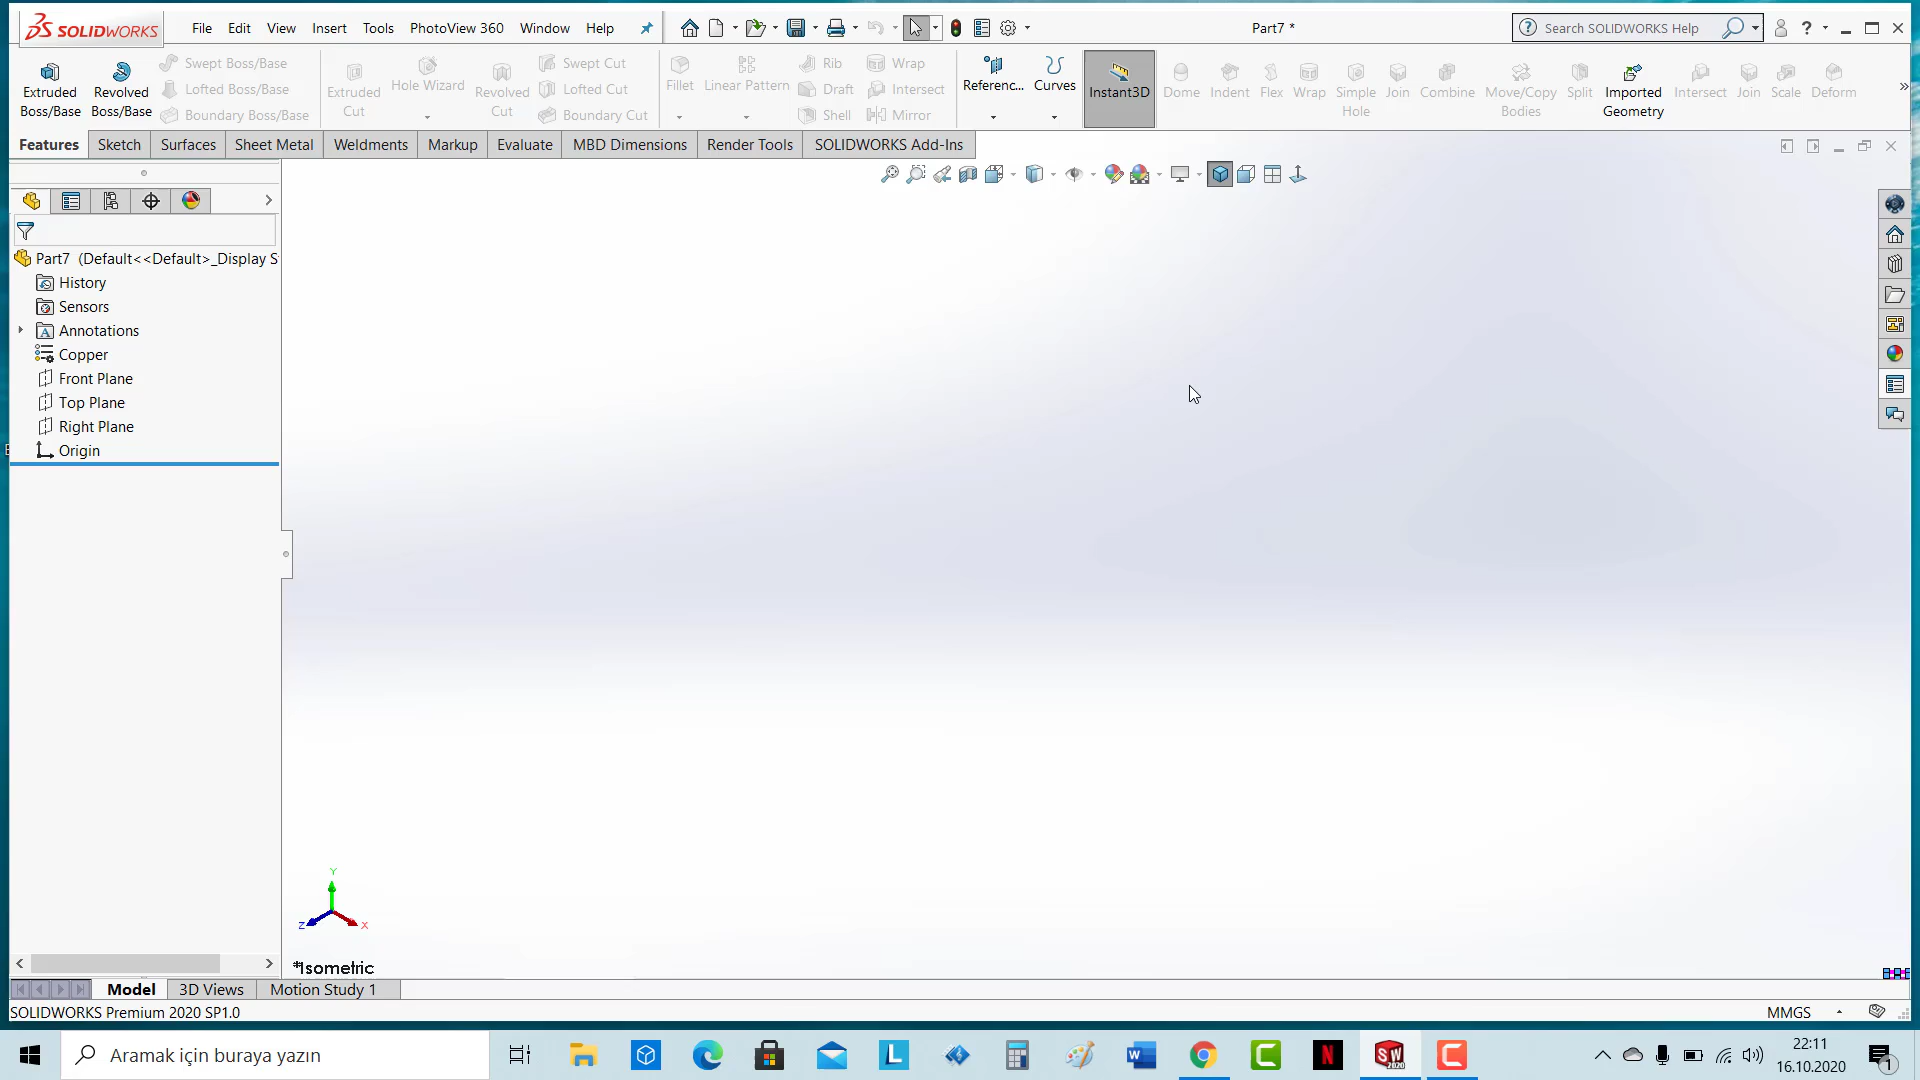 SOLIDWORKS File Edit View Insert Tools PhotoView 360 Window Help Part7 * Search SOLIDWORKS Help ?
Extruded Boss/Base
Revolved Boss/Base
Swept Boss/Base
Lofted Boss/Base
Boundary Boss/Base
Extruded Cut
Hole Wizard
Revolved Cut
Swept Cut
Lofted Cut
Boundary Cut
Fillet
Linear Pattern
Rib
Draft
Shell
Wrap
Intersect
Mirror
Referenc...
Curves
Instant3D
Dome
Indent
Flex
Wrap
Simple Hole
Join
Combine
Move/Copy Bodies
Split
Imported Geometry
Intersect
Join
Scale
Deform
Features Sketch Surfaces Sheet Metal Weldments Markup Evaluate MBD Dimensions Render Tools SOLIDWORKS Add-Ins
Part7 (Default<<Default>_Display S
History
Sensors
Annotations
Copper
Front Plane
Top Plane
Right Plane
Origin
Y
Z X
*Isometric
Model 3D Views Motion Study 1
SOLIDWORKS Premium 2020 SP1.0 MMGS
Aramak için buraya yazın
22:11
16.10.2020
1